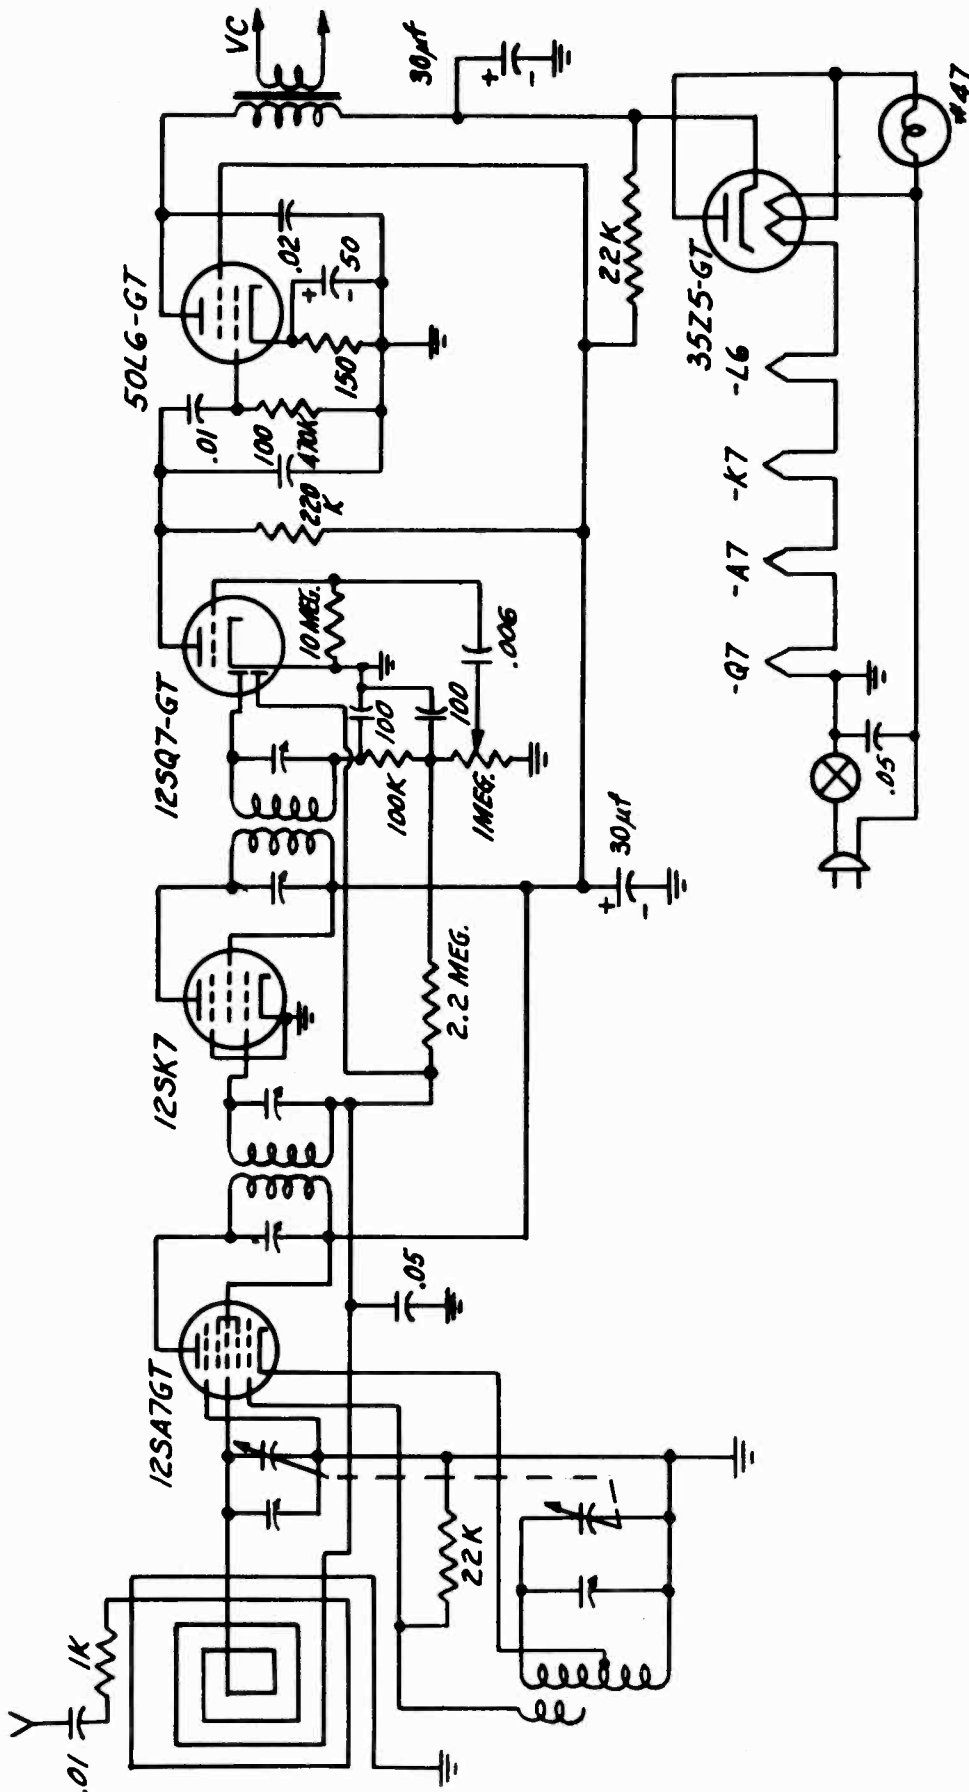 .01
1K
12SA7GT
22K
.05
12SK7
2.2 MEG.
12SQ7-GT
10 MEG.
100
100K
100
1MEG.
.006
30µf
+
-
220
K
100
470K
.01
50L6-GT
150
.02
+
50
-
VC
30µf
+
-
22K
35Z5-GT
-L6
-K7
-A7
-Q7
.05
#47